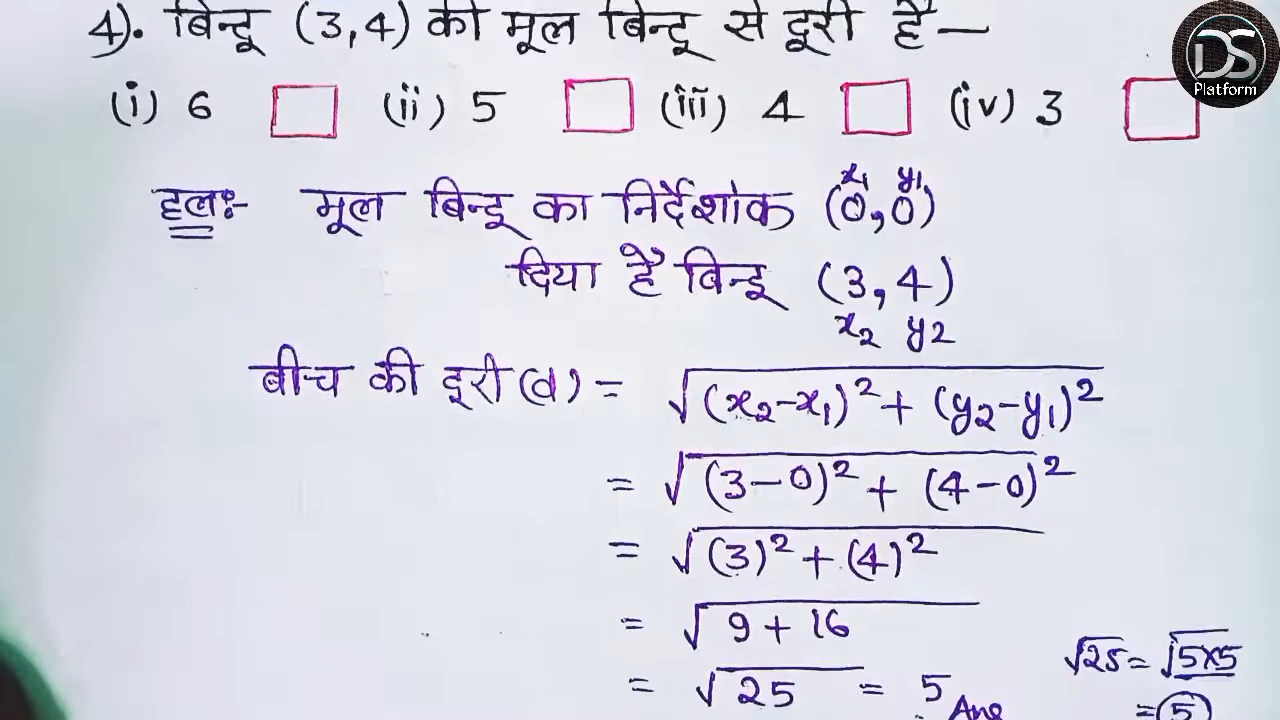 4). बिन्दू (3,4) की मूल बिन्दू से दूरी है —
(i) 6 (ii) 5 (iii) 4 (iv) 3
हलः- मूल बिन्दू का निर्देशांक (0,0)
x₁ y₁
दिया है बिन्दू (3,4)
x₂ y₂
बीच की दूरी (d) = √(x₂-x₁)² + (y₂-y₁)²
= √(3-0)² + (4-0)²
= √(3)² + (4)²
= √9+16
= √25 = 5 Ans
√25 = √5×5
= 5
DS
Platform